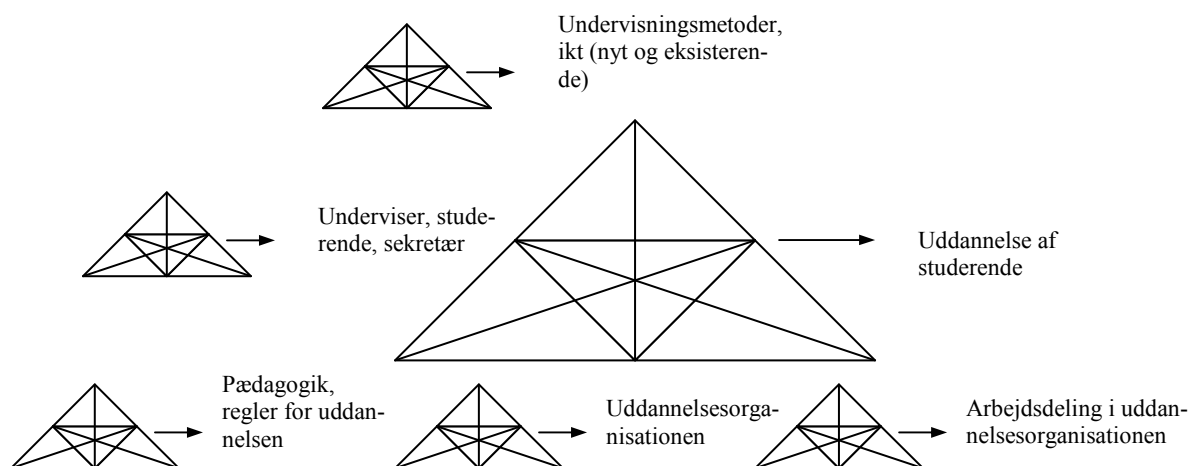 Undervisningsmetoder,
ikt (nyt og eksisteren-
de)
Underviser, stude-
rende, sekretær
Uddannelse af
studerende
Pædagogik,
regler for uddan-
nelsen
Uddannelsesorga-
nisationen
Arbejdsdeling i uddan-
nelsesorganisationen